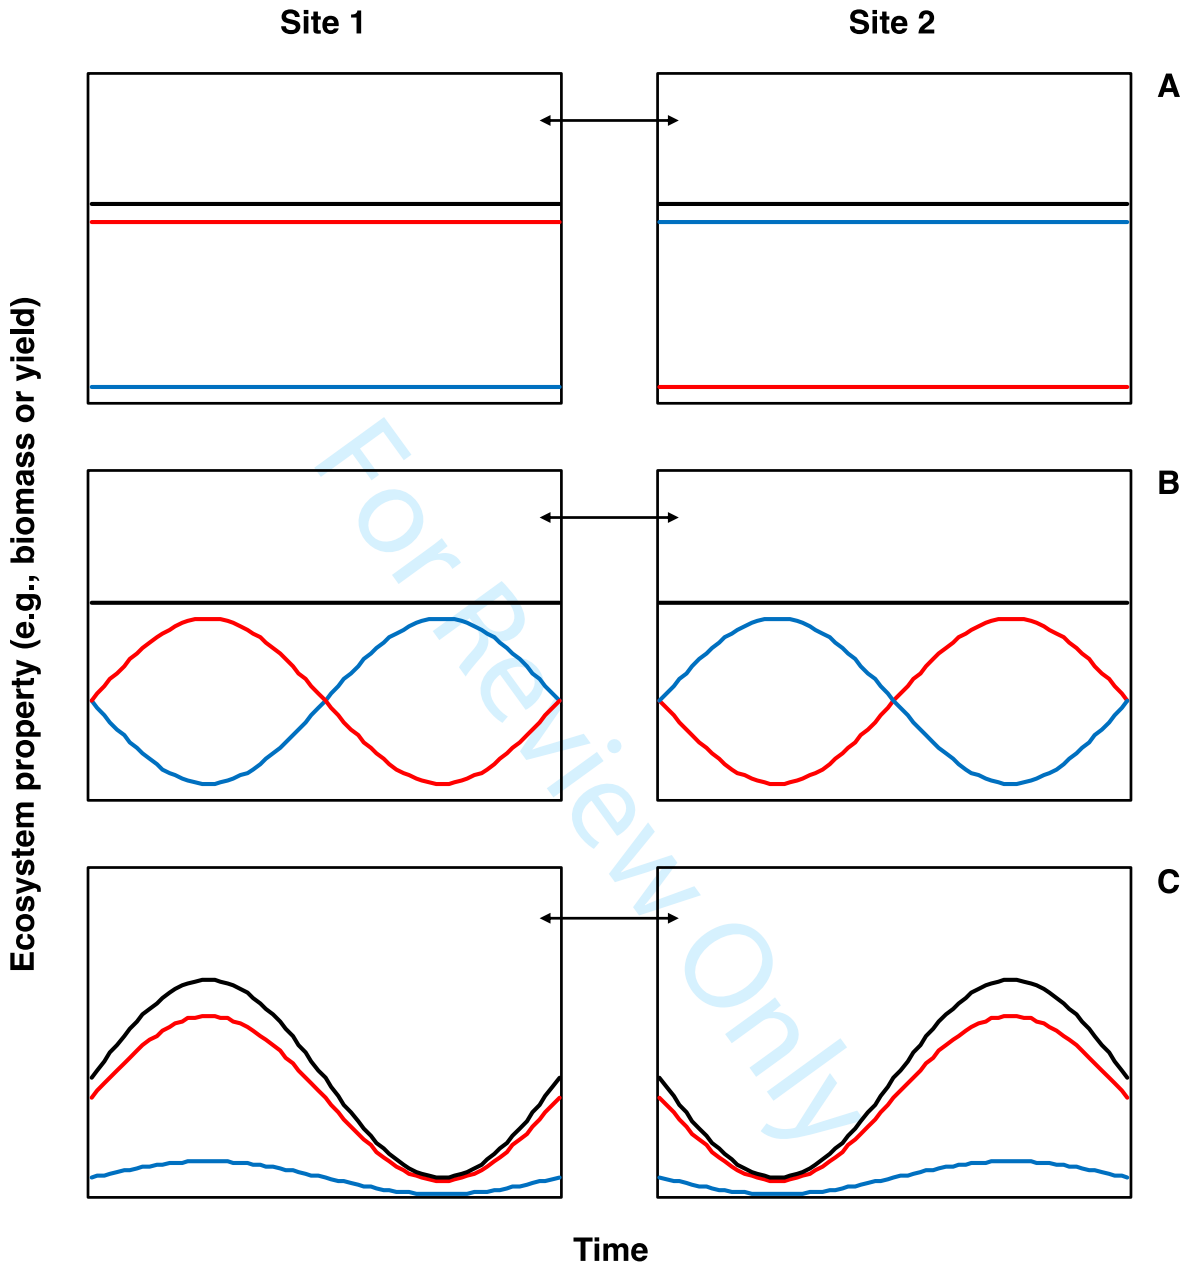 Site 1
Site 2
A
B
C
Ecosystem property (e.g., biomass or yield)
Time
For Review Only